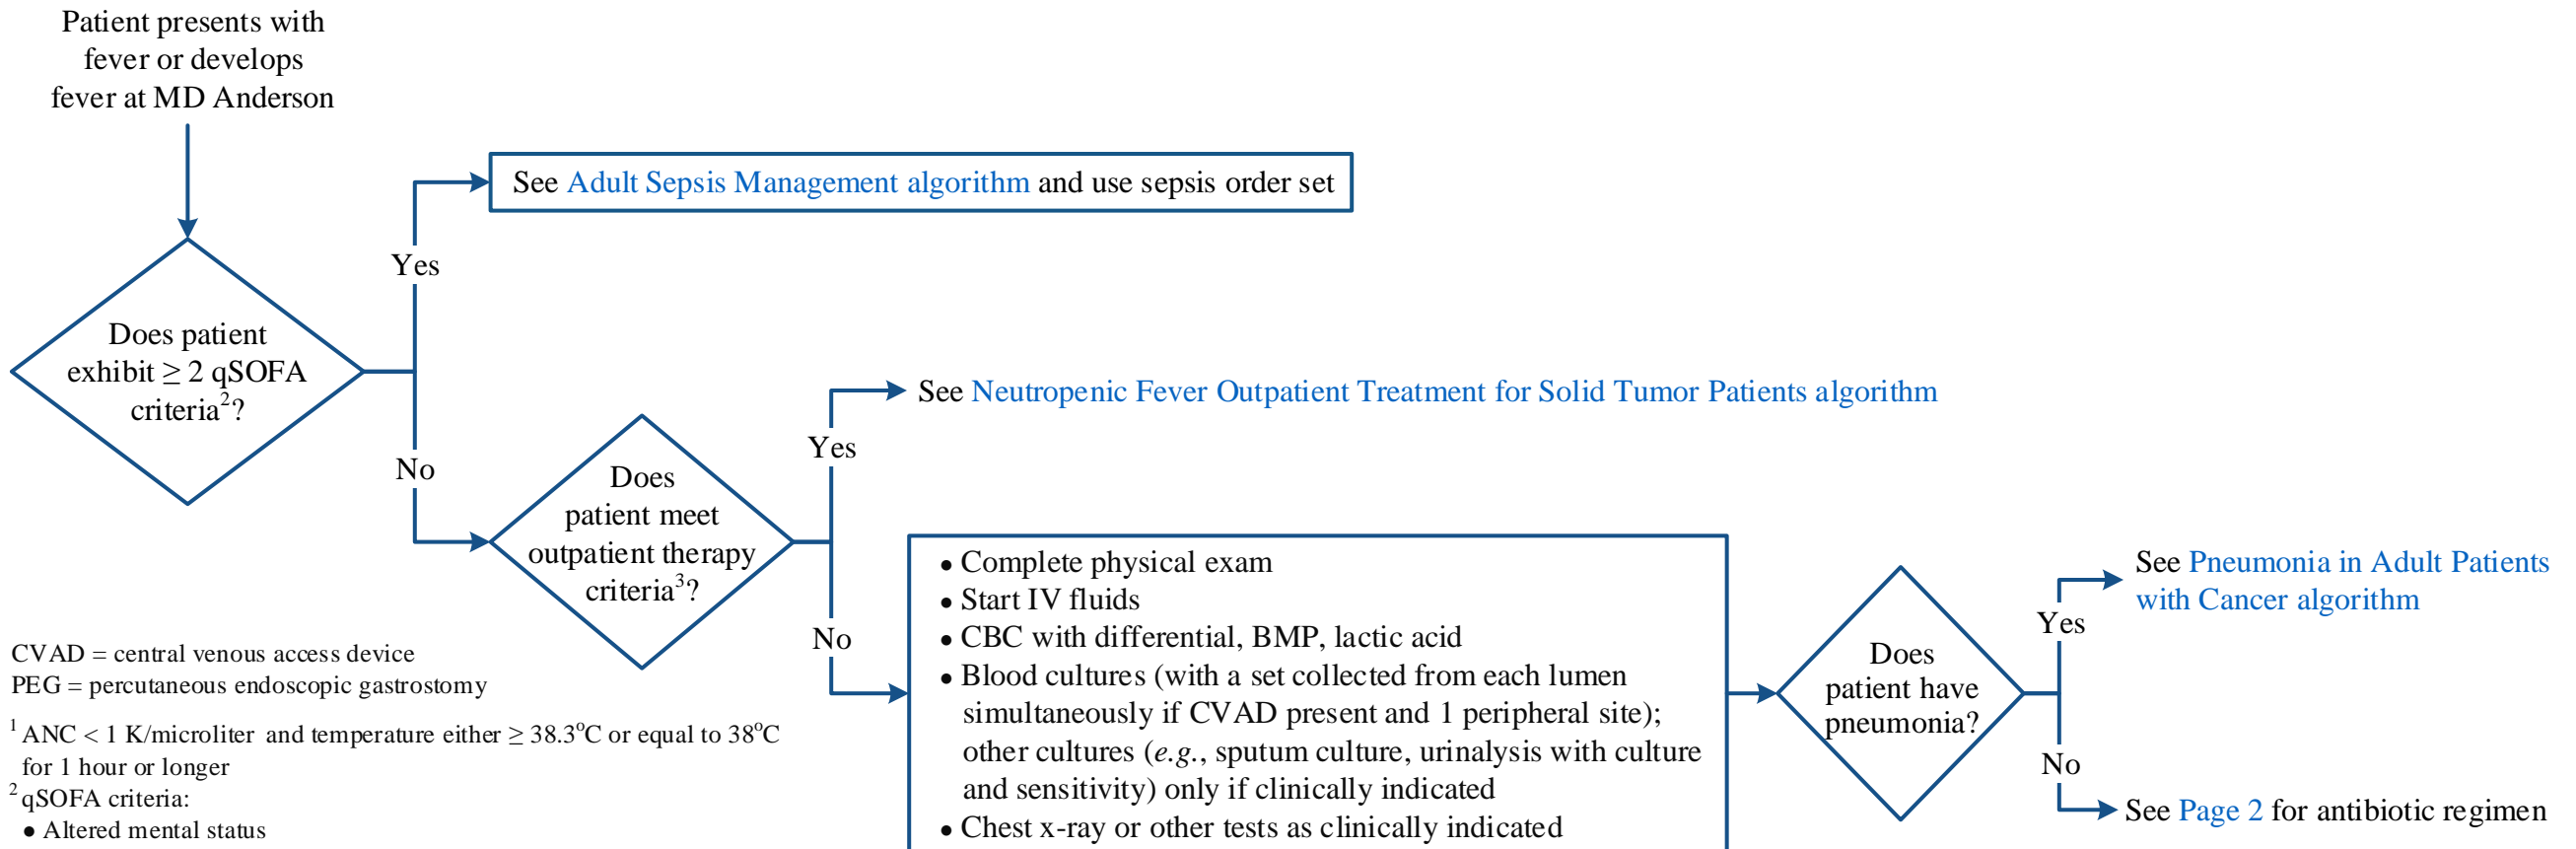 Patient presents with
fever or develops
fever at MD Anderson
See Adult Sepsis Management algorithm and use sepsis order set
Yes
Does patient
exhibit ≥ 2 qSOFA
criteria²?
No
See Neutropenic Fever Outpatient Treatment for Solid Tumor Patients algorithm
Yes
Does
patient meet
outpatient therapy
criteria³?
No
● Complete physical exam
● Start IV fluids
● CBC with differential, BMP, lactic acid
● Blood cultures (with a set collected from each lumen
simultaneously if CVAD present and 1 peripheral site);
other cultures (e.g., sputum culture, urinalysis with culture
and sensitivity) only if clinically indicated
● Chest x-ray or other tests as clinically indicated
Does
patient have
pneumonia?
Yes
See Pneumonia in Adult Patients
with Cancer algorithm
No
See Page 2 for antibiotic regimen
CVAD = central venous access device
PEG = percutaneous endoscopic gastrostomy
¹ ANC < 1 K/microliter and temperature either ≥ 38.3°C or equal to 38°C
for 1 hour or longer
² qSOFA criteria:
● Altered mental status